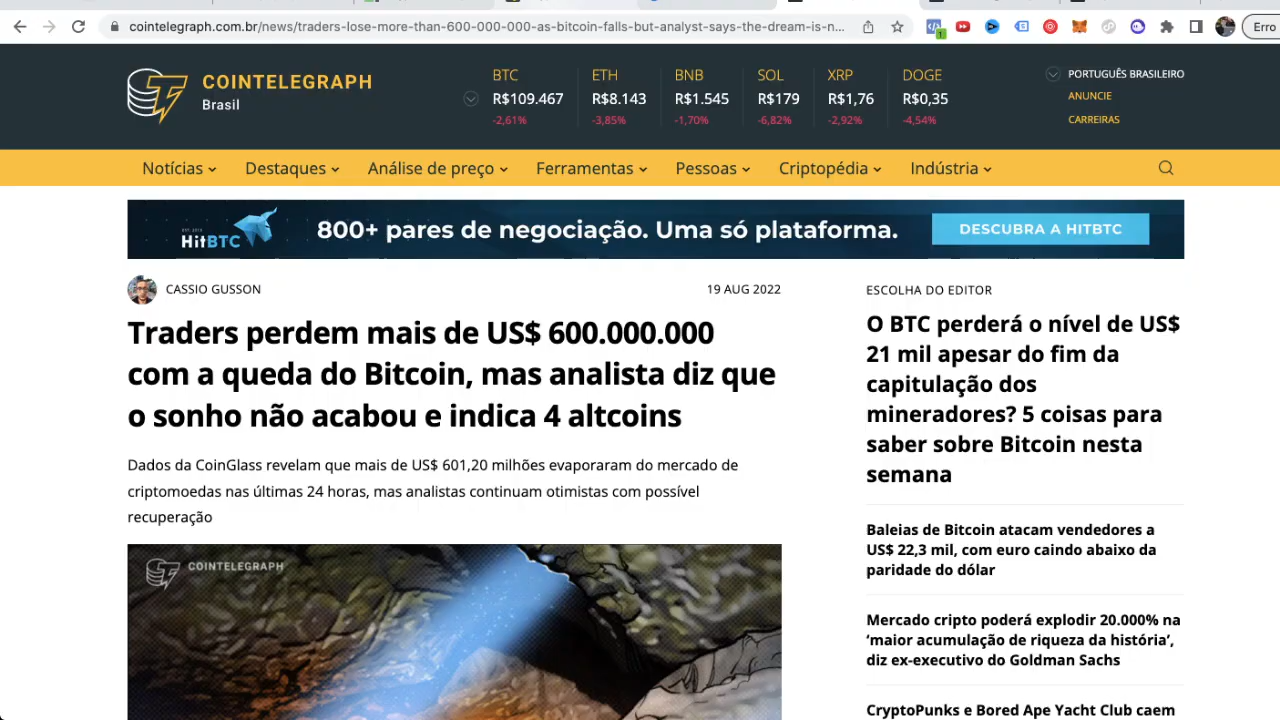 cointelegraph.com.br/news/traders-lose-more-than-600-000-000-as-bitcoin-falls-but-analyst-says-the-dream-is-n...
1
Erro
COINTELEGRAPH
Brasil
BTC
R$109.467
-2,61%
ETH
R$8.143
-3,85%
BNB
R$1.545
-1,70%
SOL
R$179
-6,82%
XRP
R$1,76
-2,92%
DOGE
R$0,35
-4,54%
PORTUGUÊS BRASILEIRO
ANUNCIE
CARREIRAS
Notícias
Destaques
Análise de preço
Ferramentas
Pessoas
Criptopédia
Indústria
HitBTC
800+ pares de negociação. Uma só plataforma.
DESCUBRA A HITBTC
CASSIO GUSSON
19 AUG 2022
Traders perdem mais de US$ 600.000.000
com a queda do Bitcoin, mas analista diz que
o sonho não acabou e indica 4 altcoins
Dados da CoinGlass revelam que mais de US$ 601,20 milhões evaporaram do mercado de
criptomoedas nas últimas 24 horas, mas analistas continuam otimistas com possível
recuperação
COINTELEGRAPH
ESCOLHA DO EDITOR
O BTC perderá o nível de US$
21 mil apesar do fim da
capitulação dos
mineradores? 5 coisas para
saber sobre Bitcoin nesta
semana
Baleias de Bitcoin atacam vendedores a
US$ 22,3 mil, com euro caindo abaixo da
paridade do dólar
Mercado cripto poderá explodir 20.000% na
‘maior acumulação de riqueza da história‘,
diz ex-executivo do Goldman Sachs
CryptoPunks e Bored Ape Yacht Club caem